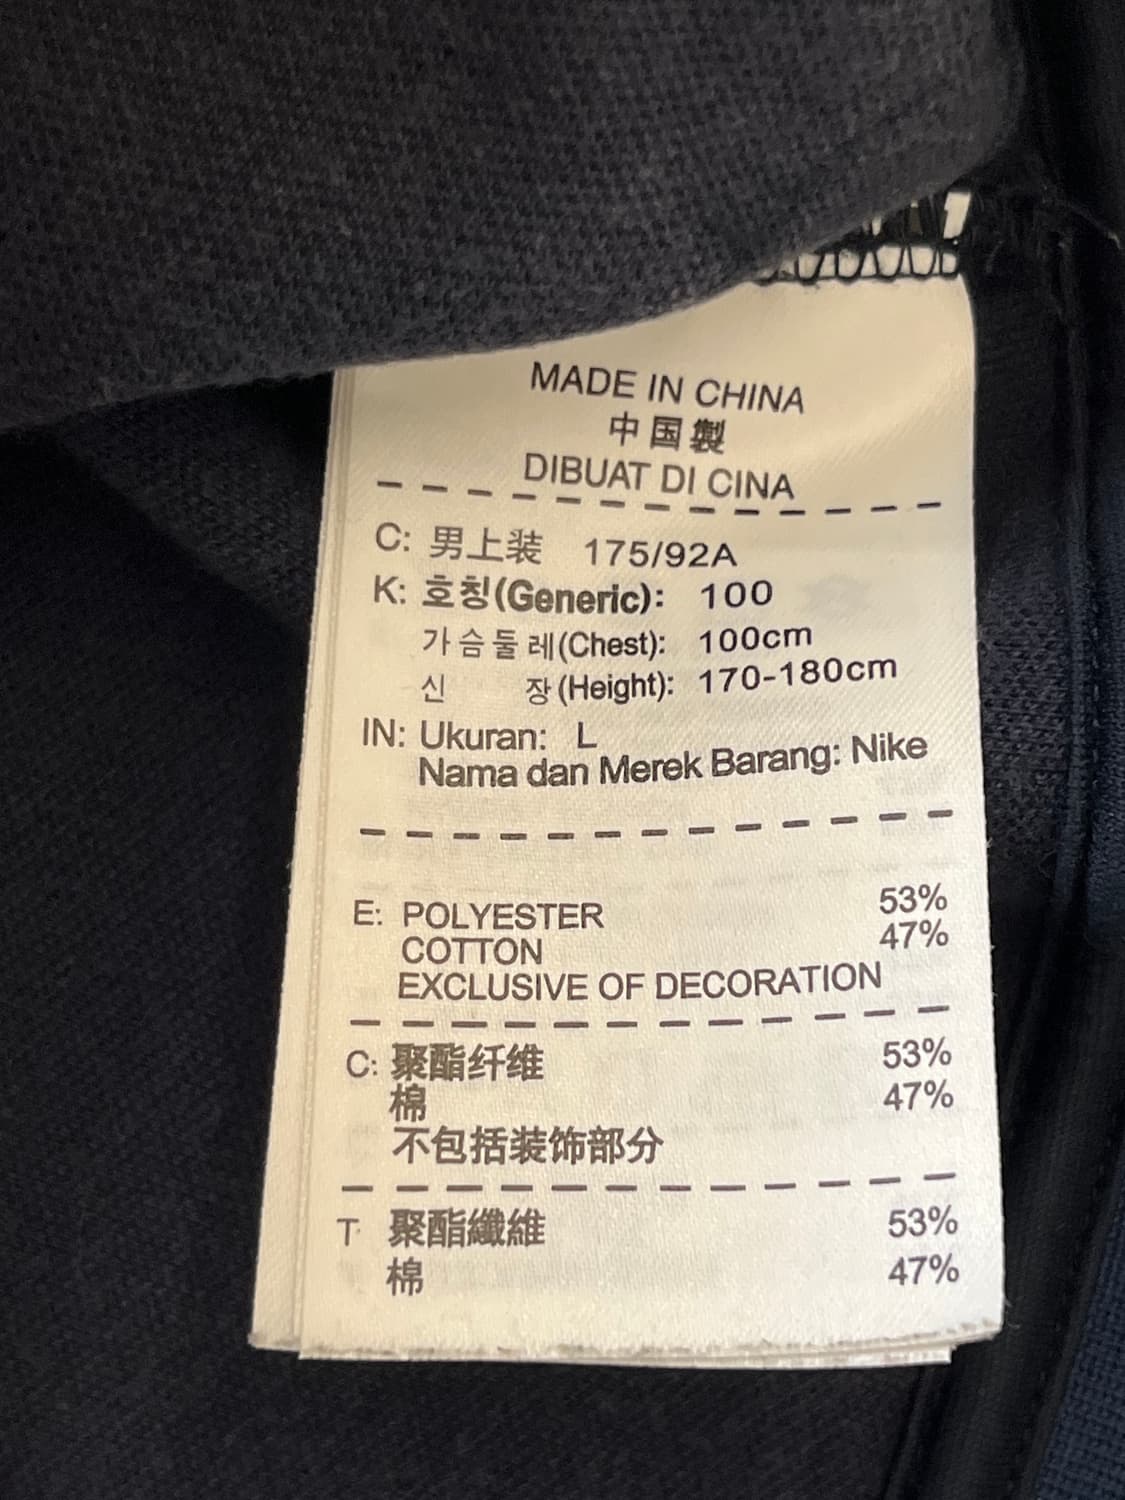 MADE IN CHINA
中国製
DIBUAT DI CINA
C: 男上装 175/92A
K: 호칭(Generic): 100
가슴둘레(Chest): 100cm
신 장(Height): 170-180cm
IN: Ukuran: L
Nama dan Merek Barang: Nike
E: POLYESTER 53%
COTTON 47%
EXCLUSIVE OF DECORATION
C: 聚酯纤维 53%
棉 47%
不包括装饰部分
T: 聚酯纖維 53%
棉 47%